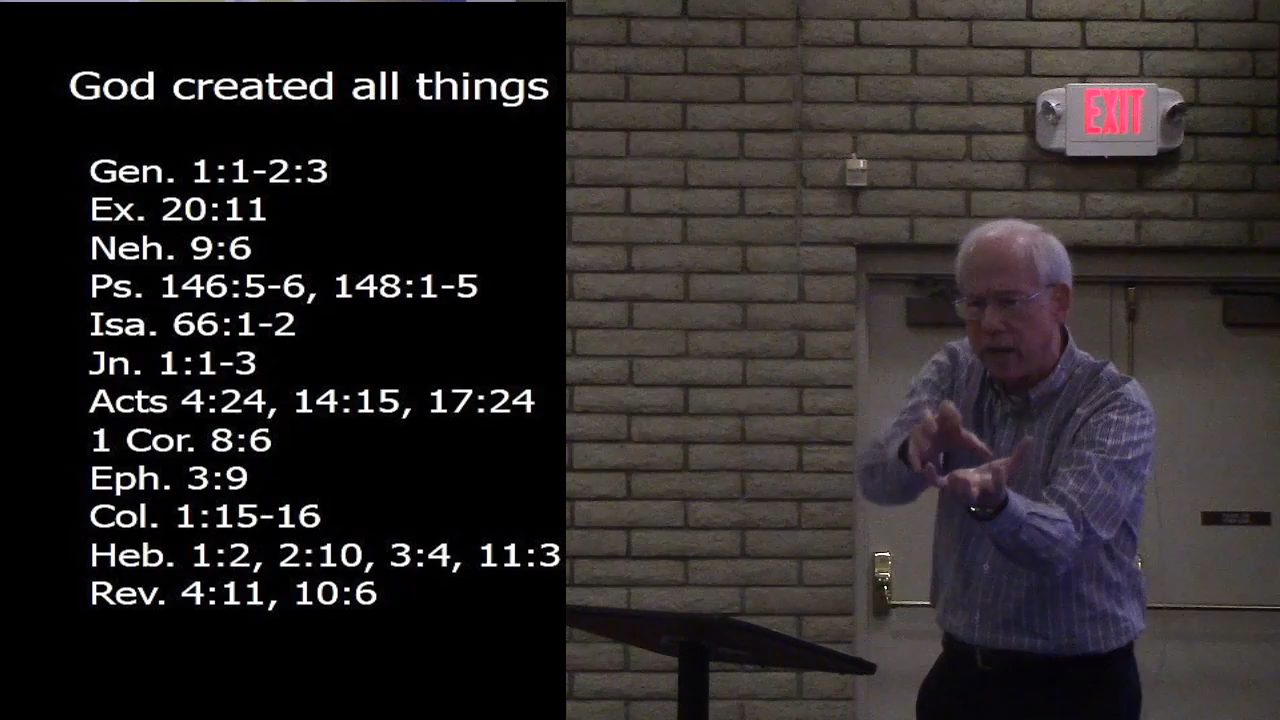 God created all things
Gen. 1:1-2:3
Ex. 20:11
Neh. 9:6
Ps. 146:5-6, 148:1-5
Isa. 66:1-2
Jn. 1:1-3
Acts 4:24, 14:15, 17:24
1 Cor. 8:6
Eph. 3:9
Col. 1:15-16
Heb. 1:2, 2:10, 3:4, 11:3
Rev. 4:11, 10:6
EXIT